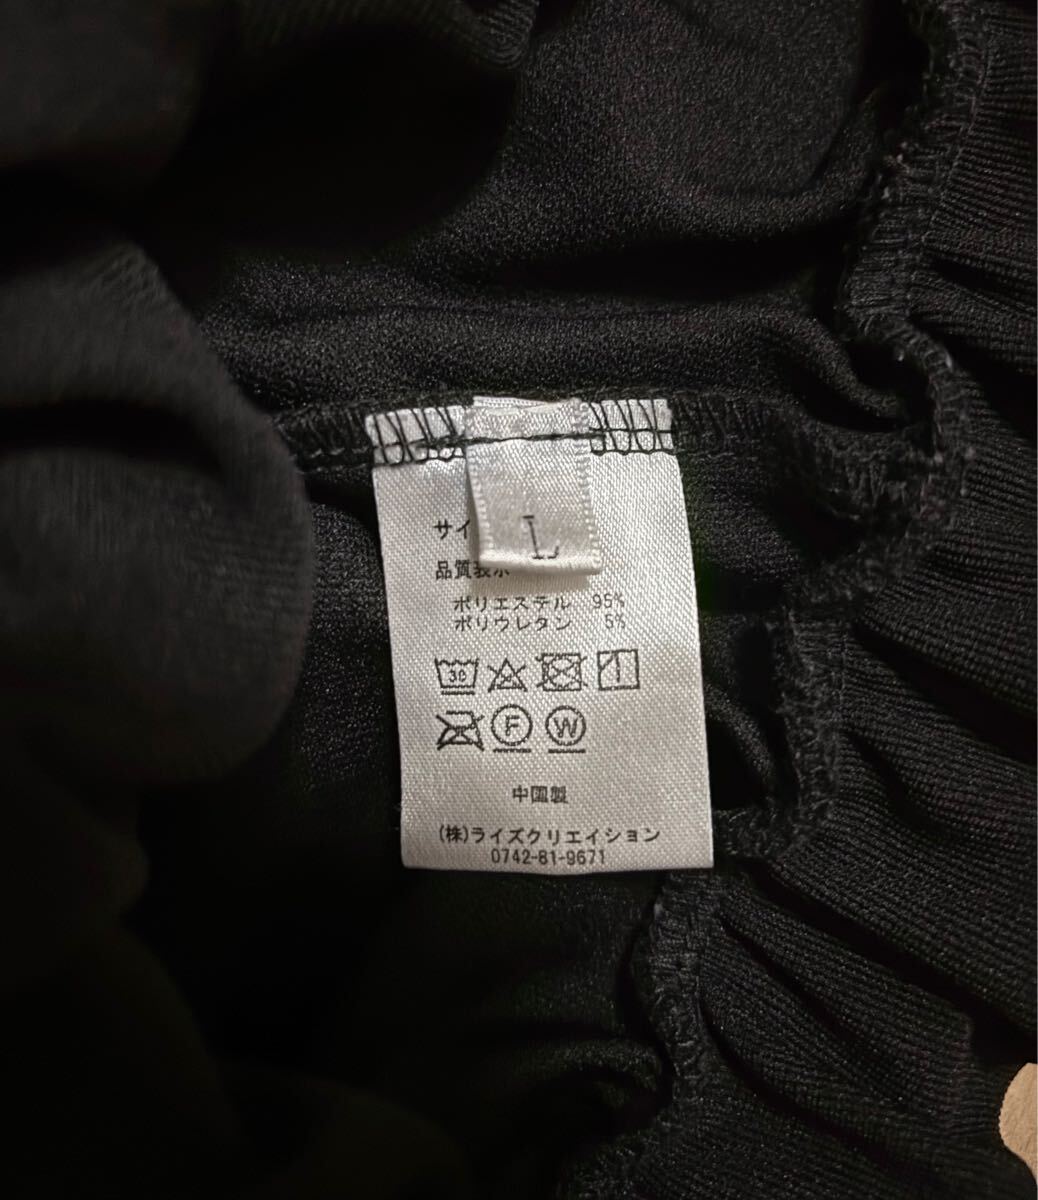 サイ
L
品質表示
ポリエステル 95%
ポリウレタン 5%
30
F W
中国製
(株)ライズクリエイション
0742-81-9671